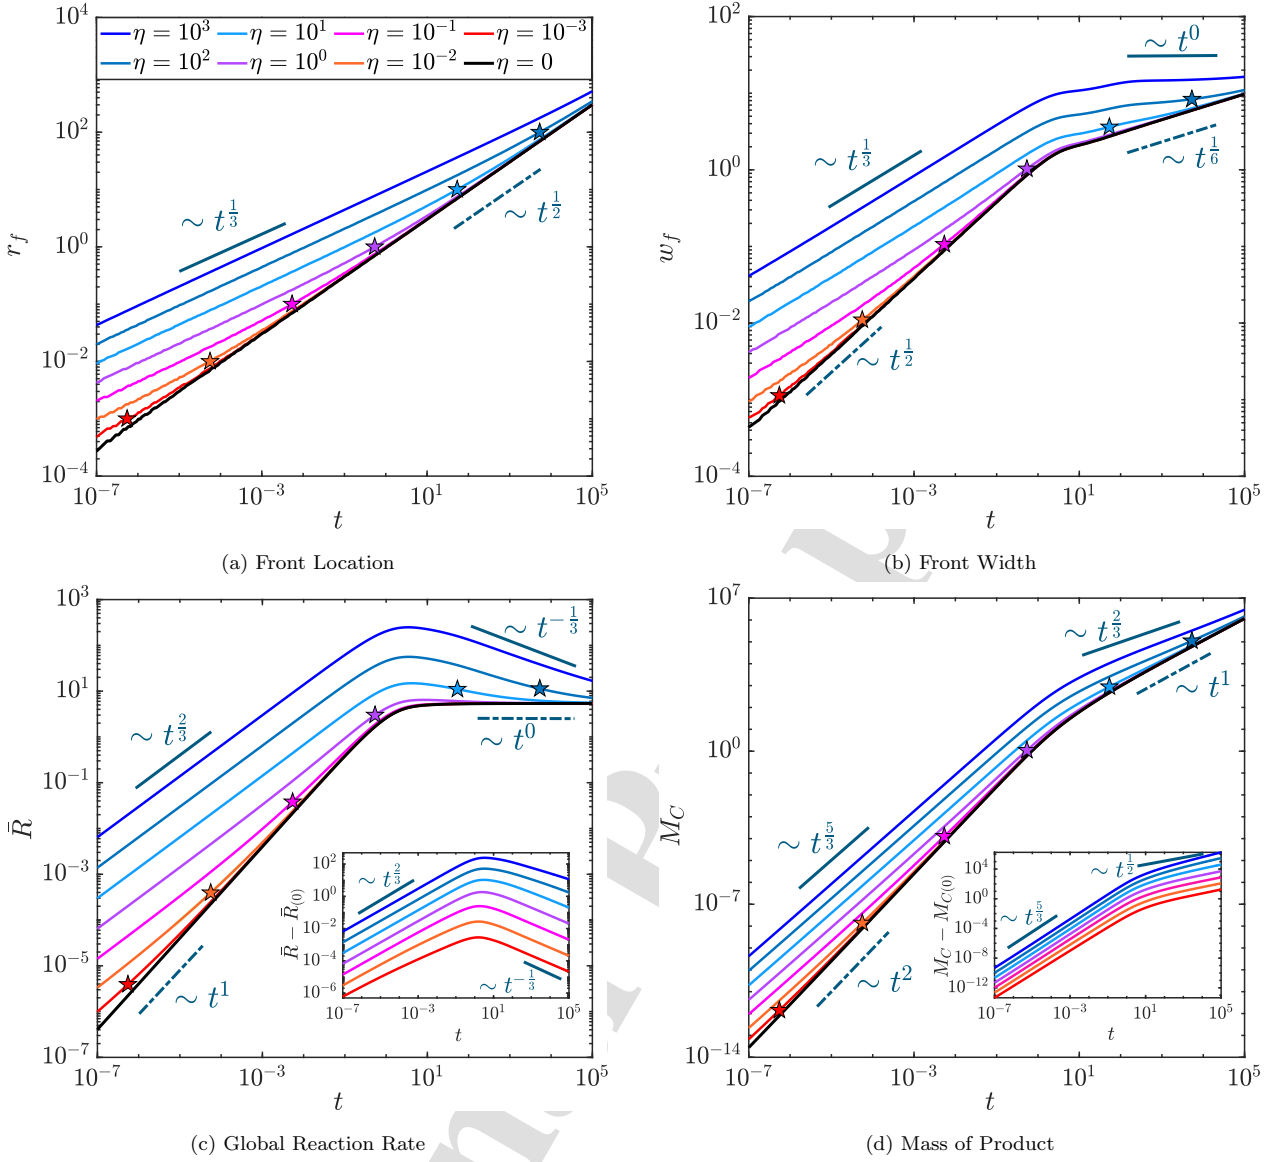 10^4
10^2
10^0
10^{-2}
10^{-4}
r_f
η = 10^3 η = 10^1 η = 10^{-1} η = 10^{-3}
η = 10^2 η = 10^0 η = 10^{-2} η = 0
∼ t^{1/3}
∼ t^{1/2}
10^{-7} 10^{-3} 10^1 10^5
t
(a) Front Location
10^4
10^2
10^0
10^{-2}
10^{-4}
w_f
∼ t^0
∼ t^{1/3}
∼ t^{1/6}
∼ t^{1/2}
10^{-7} 10^{-3} 10^1 10^5
t
(b) Front Width
10^3
10^1
10^{-1}
10^{-3}
10^{-5}
10^{-7}
R̄
∼ t^{-1/3}
∼ t^{2/3}
∼ t^0
∼ t^1
10^2
10^0
10^{-2}
10^{-4}
10^{-6}
R̄ − R̄_{(0)}
∼ t^{2/3}
∼ t^{-1/3}
10^{-7} 10^{-3} 10^1 10^5
t
10^{-7} 10^{-3} 10^1 10^5
t
(c) Global Reaction Rate
10^7
10^0
10^{-7}
10^{-14}
M_C
∼ t^{2/3}
∼ t^1
∼ t^{5/3}
∼ t^2
10^4
10^0
10^{-4}
10^{-8}
10^{-12}
M_C − M_{C(0)}
∼ t^{1/2}
∼ t^{5/3}
10^{-7} 10^{-3} 10^1 10^5
t
10^{-7} 10^{-3} 10^1 10^5
t
(d) Mass of Product